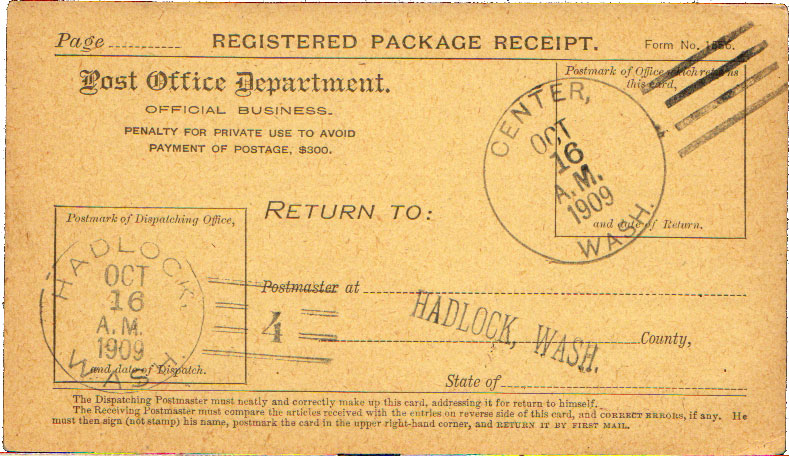 Page
REGISTERED PACKAGE RECEIPT.
Form No. 1556.
Post Office Department.
OFFICIAL BUSINESS.
PENALTY FOR PRIVATE USE TO AVOID
PAYMENT OF POSTAGE, $300.
Postmark of Office which returns
this card,
CENTER,
OCT
16
A.M.
1909
WASH.
and date of Return.
RETURN TO:
Postmark of Dispatching Office,
HADLOCK,
OCT
16
A.M.
1909
WASH
and date of Dispatch.
4
Postmaster at
HADLOCK, WASH.
County,
State of
The Dispatching Postmaster must neatly and correctly make up this card, addressing it for return to himself.
The Receiving Postmaster must compare the articles received with the entries on reverse side of this card, and CORRECT ERRORS, if any. He
must then sign (not stamp) his name, postmark the card in the upper right-hand corner, and RETURN IT BY FIRST MAIL.